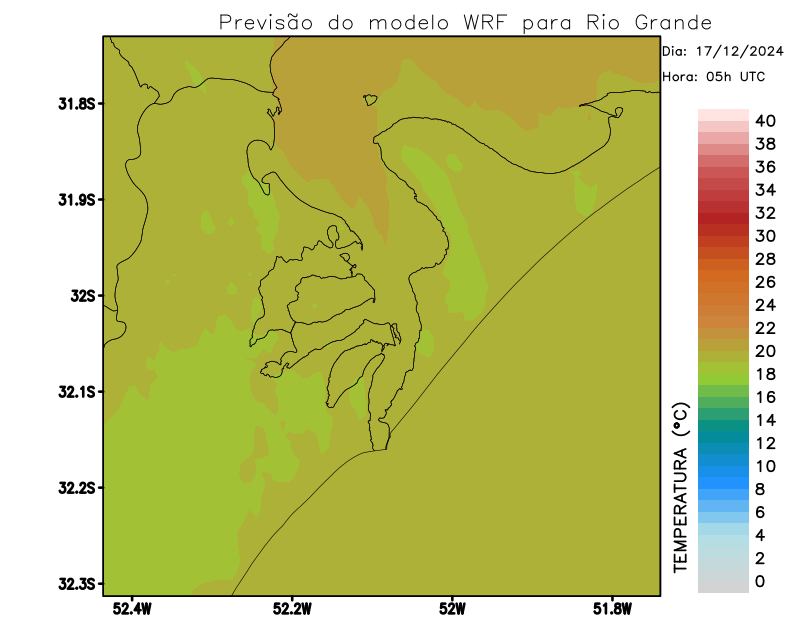 Previsão do modelo WRF para Rio Grande
Dia: 17/12/2024
Hora: 05h UTC
31.8S
31.9S
32S
32.1S
32.2S
32.3S
52.4W
52.2W
52W
51.8W
TEMPERATURA (°C)
40
38
36
34
32
30
28
26
24
22
20
18
16
14
12
10
8
6
4
2
0